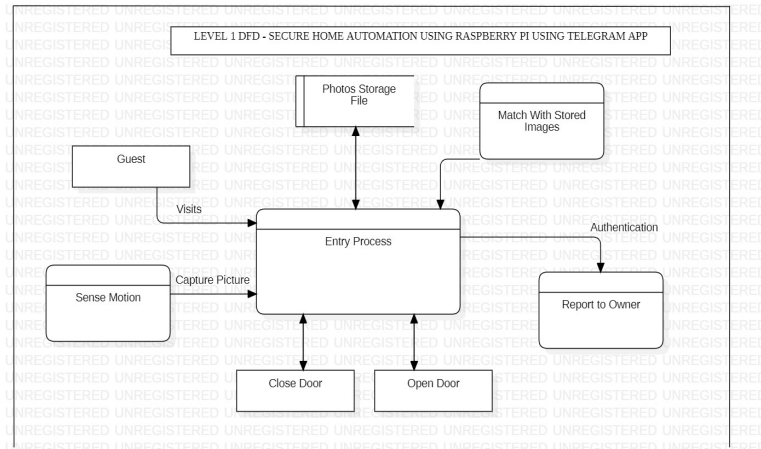 LEVEL 1 DFD - SECURE HOME AUTOMATION USING RASPBERRY PI USING TELEGRAM APP
Photos Storage
File
Match With Stored
Images
Guest
Visits
Entry Process
Authentication
Sense Motion
Capture Picture
Report to Owner
Close Door
Open Door
UNREGISTERED